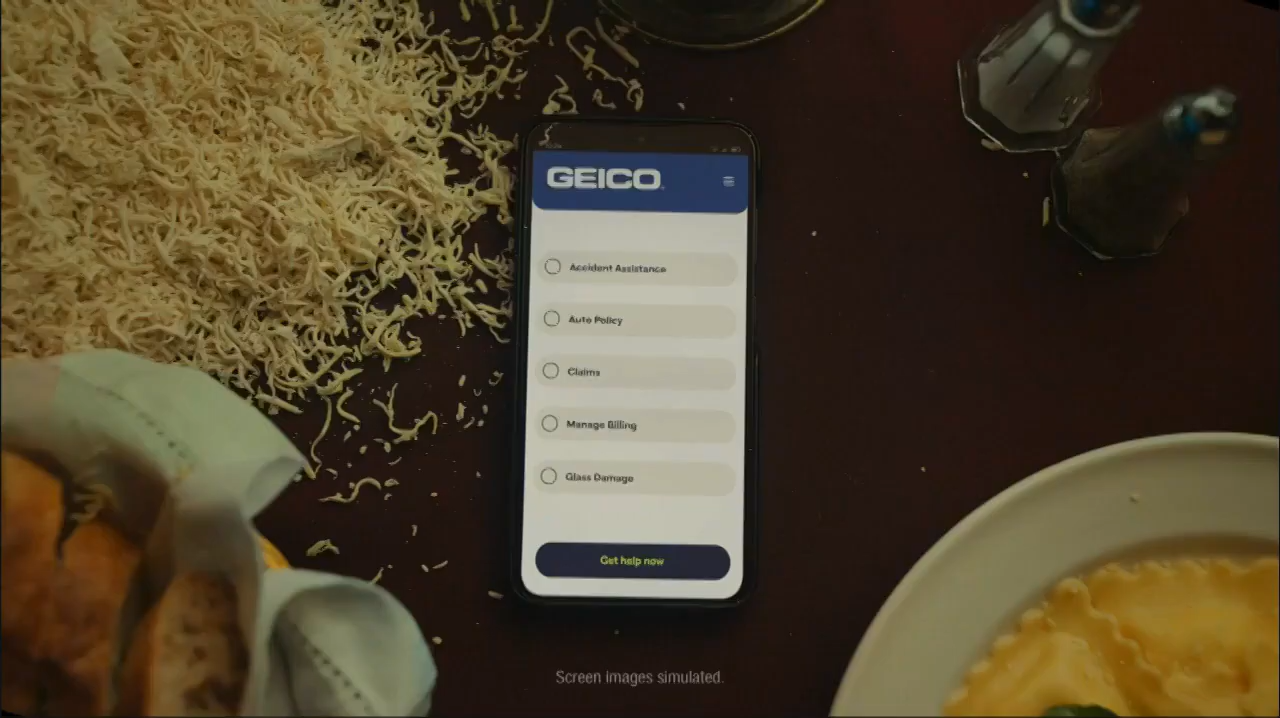 GEICO
Accident Assistance
Auto Policy
Claims
Manage Billing
Glass Damage
Get help now
Screen images simulated.